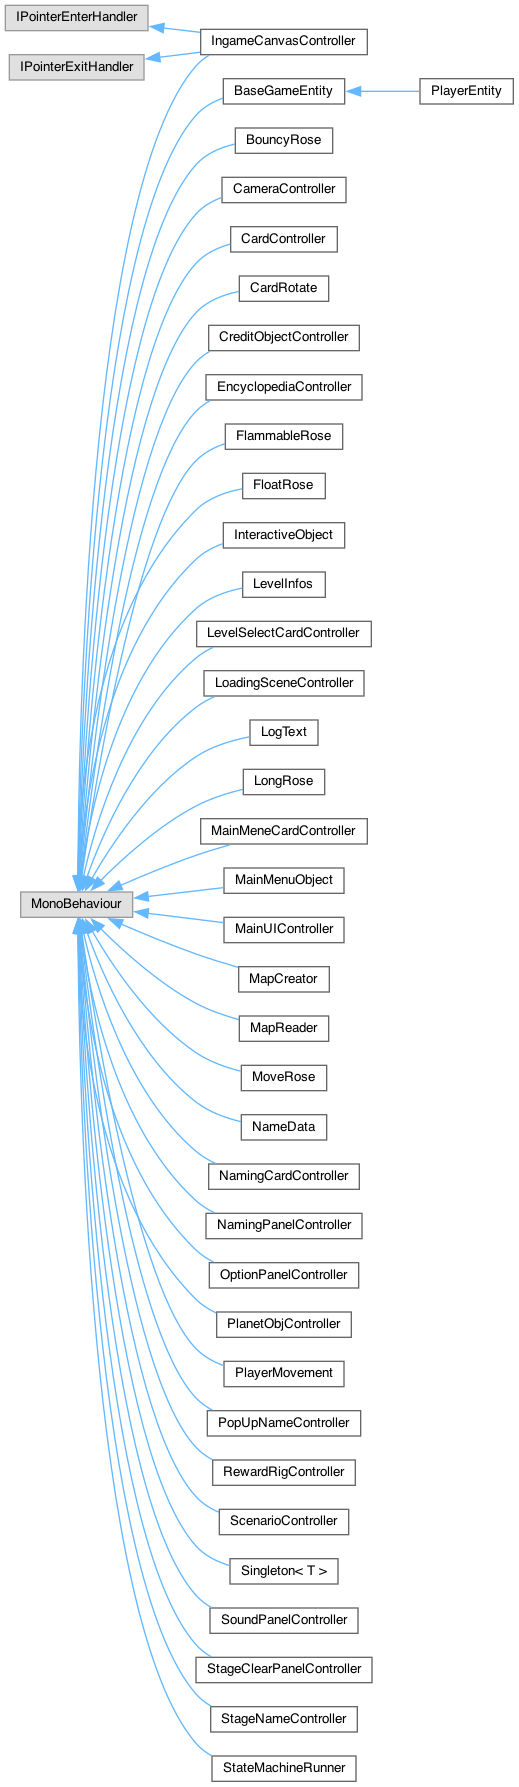 IPointerEnterHandler
IPointerExitHandler
IngameCanvasController
BaseGameEntity
PlayerEntity
BouncyRose
CameraController
CardController
CardRotate
CreditObjectController
EncyclopediaController
FlammableRose
FloatRose
InteractiveObject
LevelInfos
LevelSelectCardController
LoadingSceneController
LogText
LongRose
MainMeneCardController
MainMenuObject
MonoBehaviour
MainUIController
MapCreator
MapReader
MoveRose
NameData
NamingCardController
NamingPanelController
OptionPanelController
PlanetObjController
PlayerMovement
PopUpNameController
RewardRigController
ScenarioController
Singleton< T >
SoundPanelController
StageClearPanelController
StageNameController
StateMachineRunner